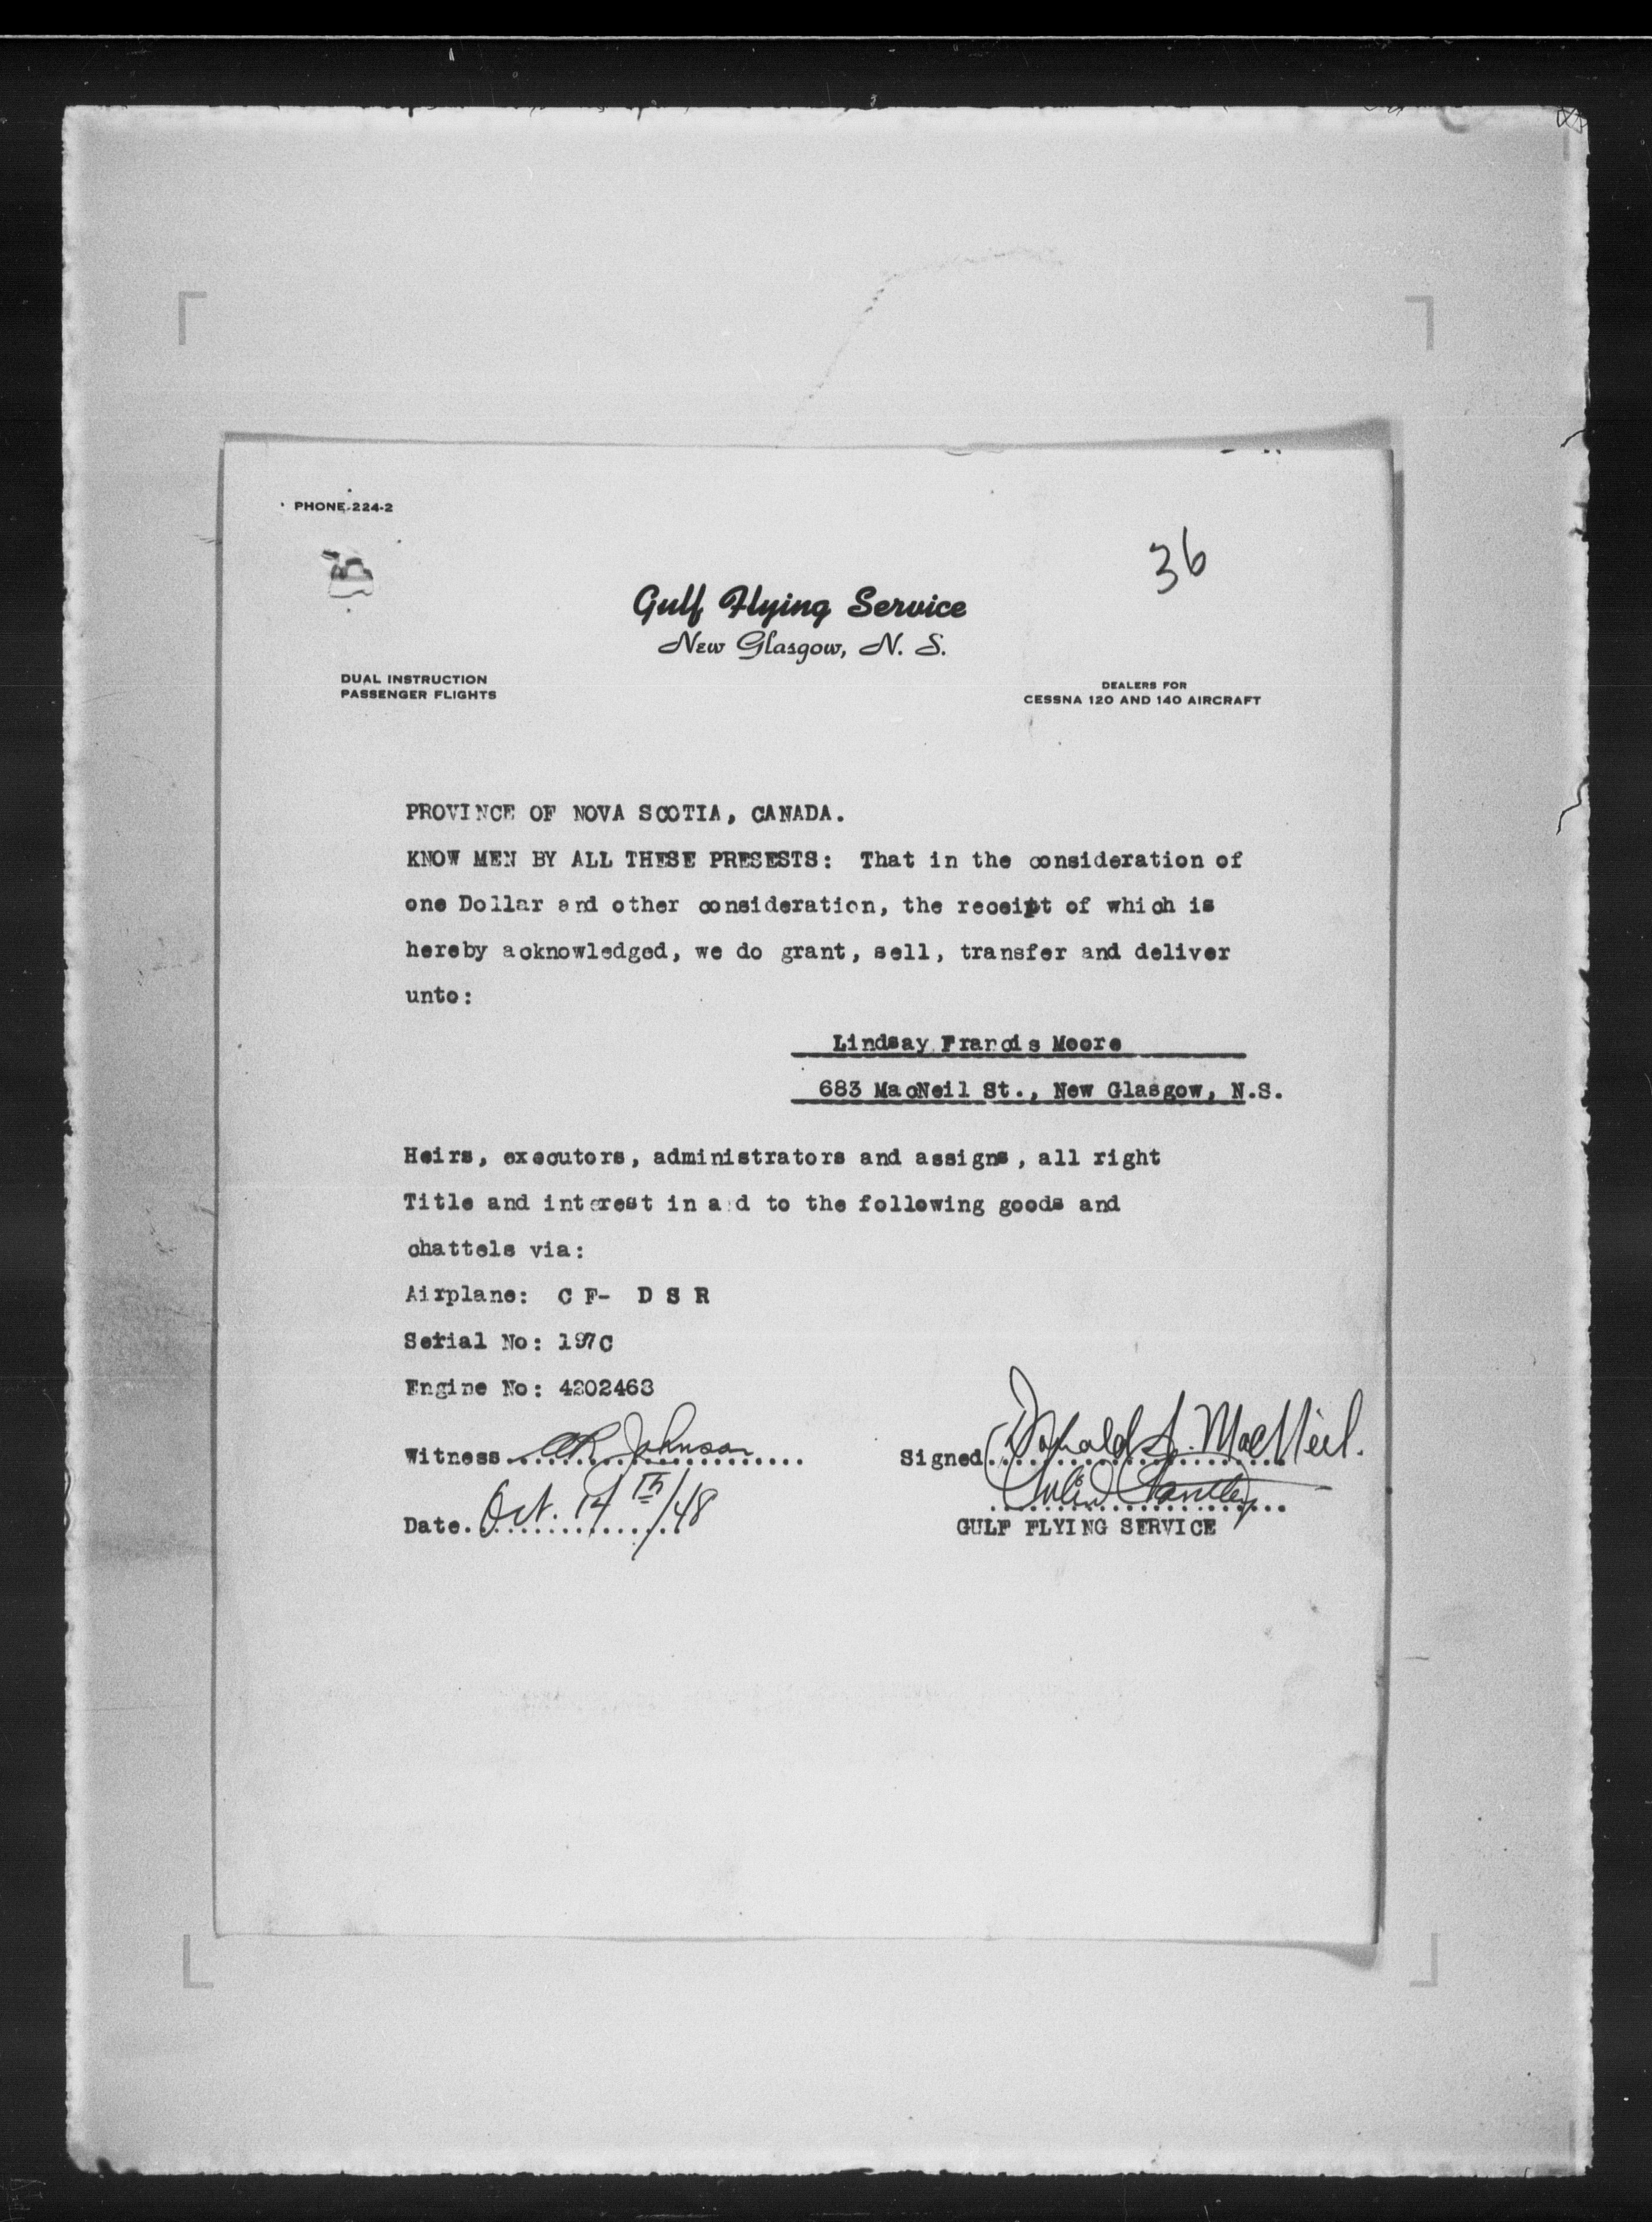 PHONE 224-2
36
Gulf Flying Service
New Glasgow, N. S.
DUAL INSTRUCTION
PASSENGER FLIGHTS
DEALERS FOR
CESSNA 120 AND 140 AIRCRAFT
PROVINCE OF NOVA SCOTIA, CANADA.
KNOW MEN BY ALL THESE PRESESTS: That in the consideration of
one Dollar and other consideration, the receipt of which is
hereby acknowledged, we do grant, sell, transfer and deliver
unto:
Lindsay Francis Moore
683 MacNeil St., New Glasgow, N.S.
Heirs, executors, administrators and assigns, all right
Title and interest in a d to the following goods and
chattels via:
Airplane: C F- D S R
Serial No: 197C
Engine No: 4202463
Witness Johnson
Signed Donald L. MacNeil.
Date. Oct. 14th/48
GULF FLYING SERVICE